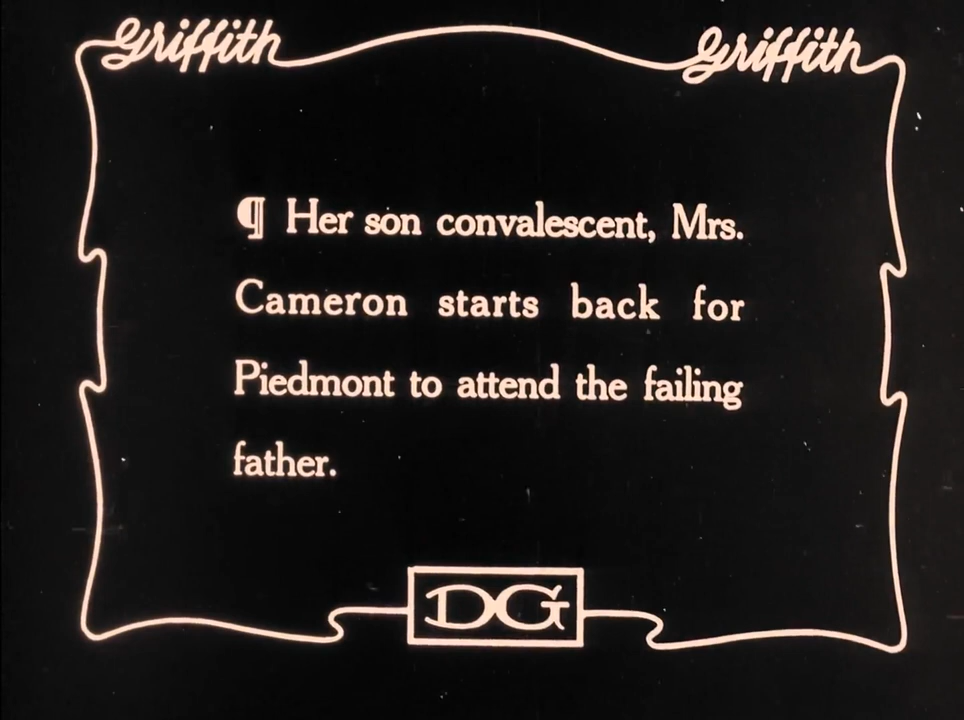 Griffith Griffith
¶ Her son convalescent, Mrs.
Cameron starts back for
Piedmont to attend the failing
father.
DG